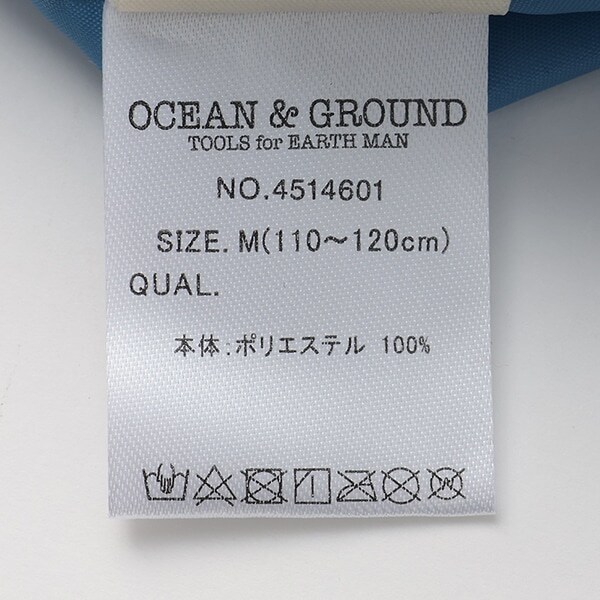 OCEAN & GROUND
TOOLS for EARTH MAN
NO.4514601
SIZE. M(110～120cm)
QUAL.
本体:ポリエステル 100%